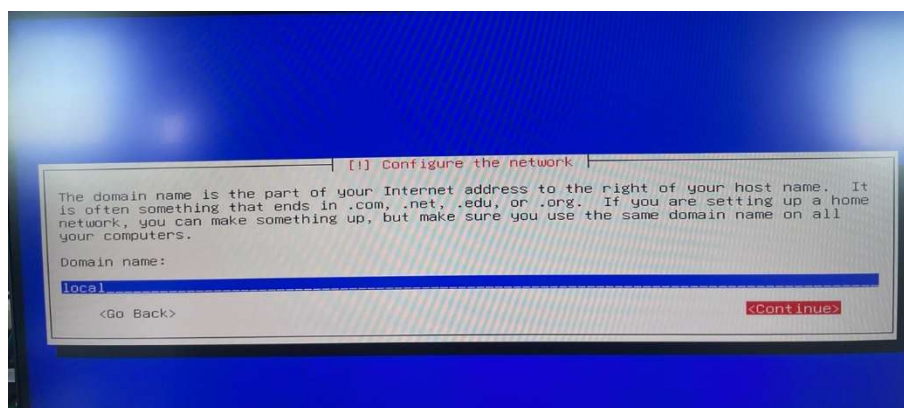 [!] Configure the network
The domain name is the part of your Internet address to the right of your host name.  It
is often something that ends in .com, .net, .edu, or .org.  If you are setting up a home
network, you can make something up, but make sure you use the same domain name on all
your computers.
Domain name:
local
<Go Back> <Continue>